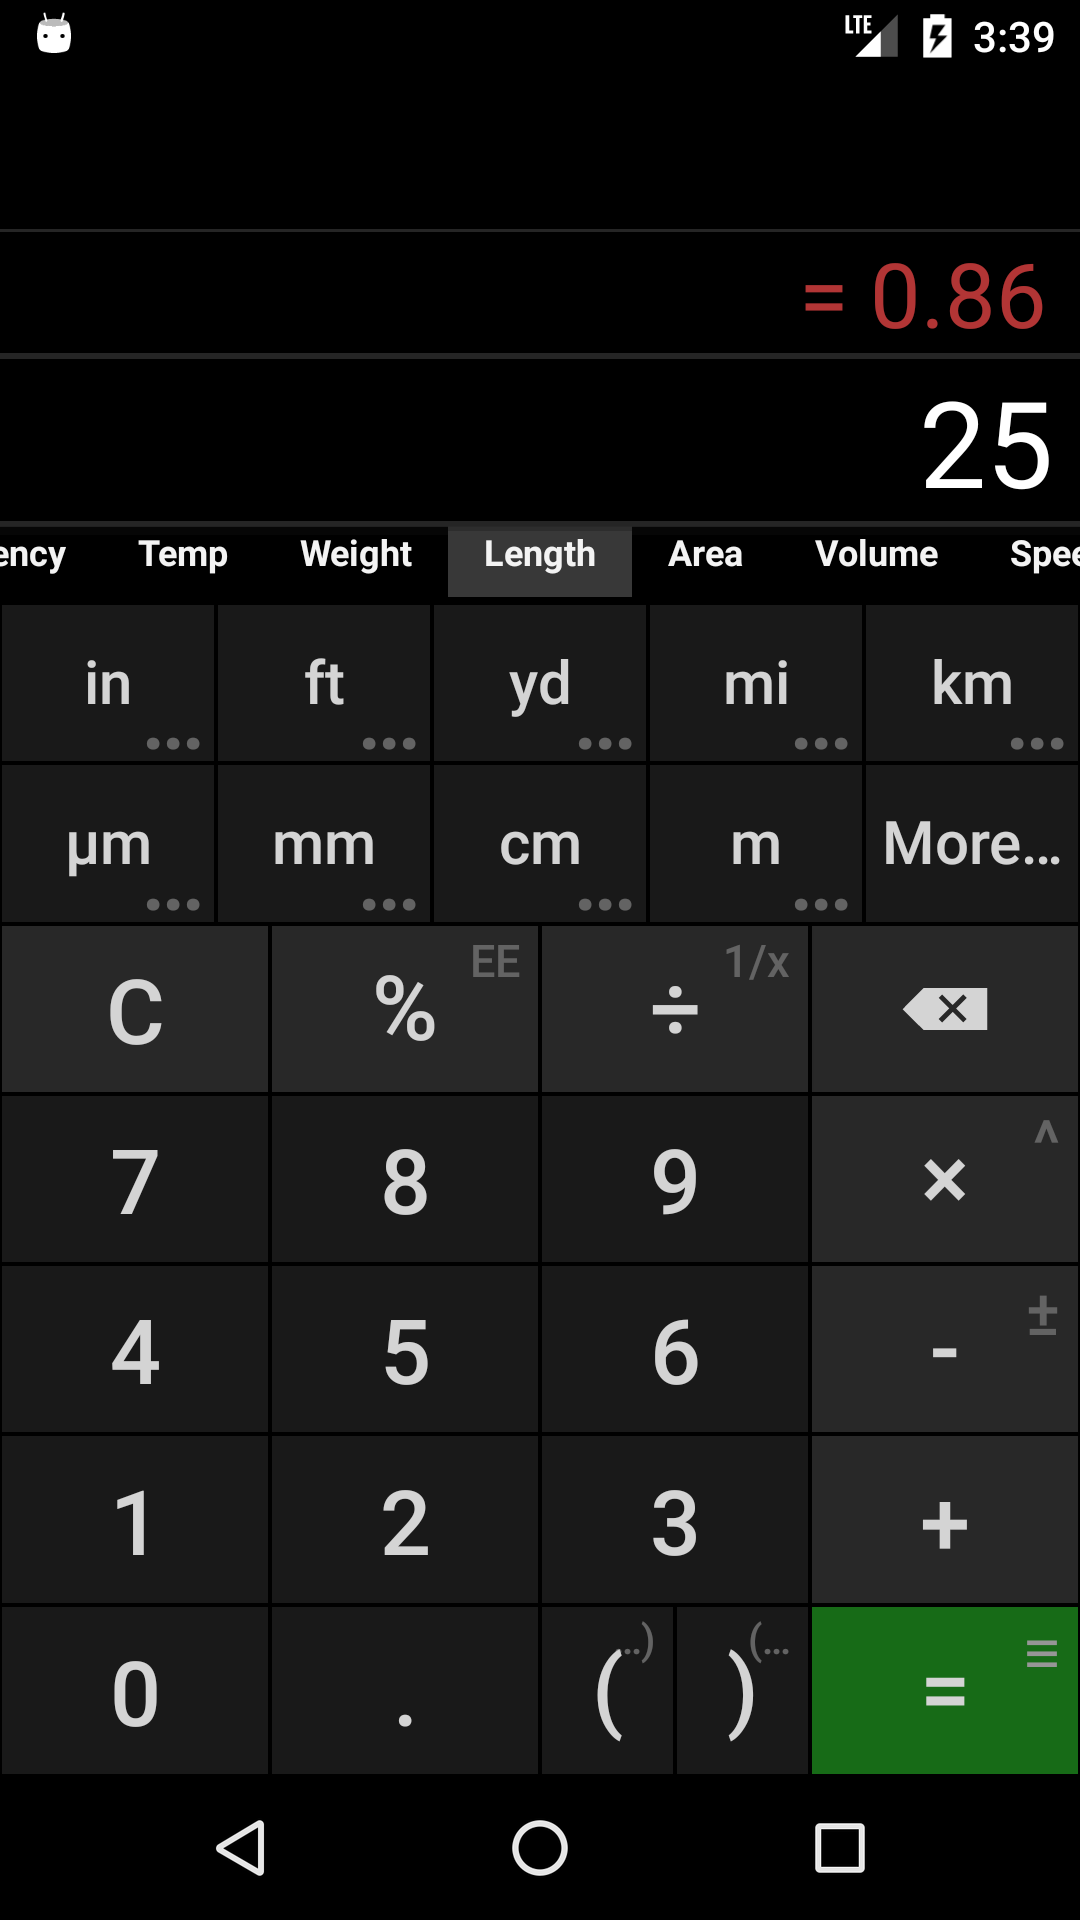 LTE 3:39
= 0.86
25
ency Temp Weight Length Area Volume Spee
in ft yd mi km
µm mm cm m More...
C % EE ÷ 1/x
7 8 9 × ^
4 5 6 - ±
1 2 3 +
0 . ( ..) ) (... =